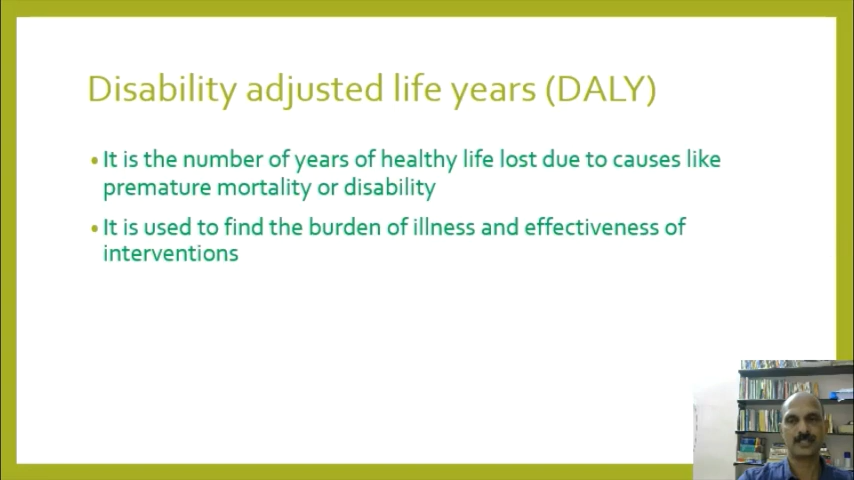 Disability adjusted life years (DALY)
• It is the number of years of healthy life lost due to causes like
premature mortality or disability
• It is used to find the burden of illness and effectiveness of
interventions